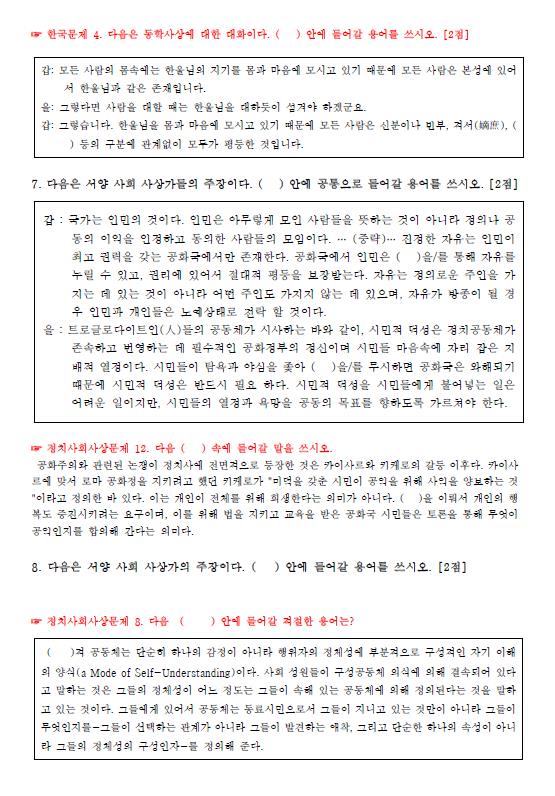 ☞ 한국문제 4. 다음은 동학사상에 대한 대화이다. (   ) 안에 들어갈 용어를 쓰시오. [2점]
갑: 모든 사람의 몸속에는 한울님의 지기를 몸과 마음에 모시고 있기 때문에 모든 사람은 본성에 있어
서 한울님과 같은 존재입니다.
을: 그렇다면 사람을 대할 때는 한울님을 대하듯이 섬겨야 하겠군요.
갑: 그렇습니다. 한울님을 몸과 마음에 모시고 있기 때문에 모든 사람은 신분이나 빈부, 적서(嫡庶), (
) 등의 구분에 관계없이 모두가 평등한 것입니다.
7. 다음은 서양 사회 사상가들의 주장이다. (   ) 안에 공통으로 들어갈 용어를 쓰시오. [2점]
갑 : 국가는 인민의 것이다. 인민은 아무렇게 모인 사람들을 뜻하는 것이 아니라 정의나 공
동의 이익을 인정하고 동의한 사람들의 모임이다. … (중략)… 진정한 자유는 인민이
최고 권력을 갖는 공화국에서만 존재한다. 공화국에서 인민은 (   )을/를 통해 자유를
누릴 수 있고, 권리에 있어서 절대적 평등을 보장받는다. 자유는 정의로운 주인을 가
지는 데 있는 것이 아니라 어떤 주인도 가지지 않는 데 있으며, 자유가 방종이 될 경
우 인민과 개인들은 노예상태로 전락 할 것이다.
을 : 트로글로다이트인(人)들의 공동체가 시사하는 바와 같이, 시민적 덕성은 정치공동체가
존속하고 번영하는 데 필수적인 공화정부의 정신이며 시민들 마음속에 자리 잡은 지
배적 열정이다. 시민들이 탐욕과 야심을 좇아 (   )을/를 무시하면 공화국은 와해되기
때문에 시민적 덕성은 반드시 필요 하다. 시민적 덕성을 시민들에게 불어넣는 일은
어려운 일이지만, 시민들의 열정과 욕망을 공동의 목표를 향하도록 가르쳐야 한다.
☞ 정치사회사상문제 12. 다음 (   ) 속에 들어갈 말을 쓰시오.
공화주의와 관련된 논쟁이 정치사에 전면적으로 등장한 것은 카이사르와 키케로의 갈등 이후다. 카이사
르에 맞서 로마 공화정을 지키려고 했던 키케로가 "미덕을 갖춘 시민이 공익을 위해 사익을 양보하는 것
"이라고 정의한 바 있다. 이는 개인이 전체를 위해 희생한다는 의미가 아니다. (   )을 이뤄서 개인의 행
복도 증진시키려는 요구이며, 이를 위해 법을 지키고 교육을 받은 공화국 시민들은 토론을 통해 무엇이
공익인지를 합의해 간다는 의미다.
8. 다음은 서양 사회 사상가의 주장이다. (   ) 안에 들어갈 용어를 쓰시오. [2점]
☞ 정치사회사상문제 8. 다음 (   ) 안에 들어갈 적절한 용어는?
(   )적 공동체는 단순히 하나의 감정이 아니라 행위자의 정체성에 부분적으로 구성적인 자기 이해
의 양식(a Mode of Self-Understanding)이다. 사회 성원들이 구성공동체 의식에 의해 결속되어 있다
고 말하는 것은 그들의 정체성이 어느 정도는 그들이 속해 있는 공동체에 의해 정의된다는 것을 말하
고 있는 것이다. 그들에게 있어서 공동체는 동료시민으로서 그들이 지니고 있는 것만이 아니라 그들이
무엇인지를-그들이 선택하는 관계가 아니라 그들이 발견하는 애착, 그리고 단순한 하나의 속성이 아니
라 그들의 정체성의 구성인자-를 정의해 준다.